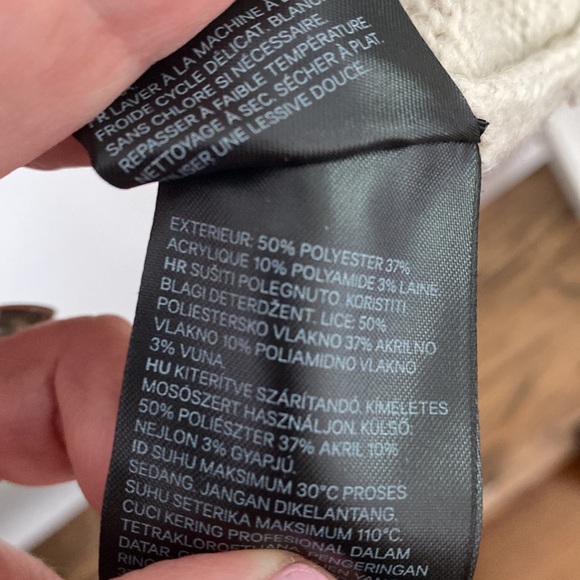 FR LAVER À LA MACHINE À
FROIDE CYCLE DÉLICAT. BLANC
SANS CHLORE SI NÉCESSAIRE.
REPASSER À FAIBLE TEMPÉRATURE.
NETTOYAGE À SEC. SÉCHER À PLAT.
UNE LESSIVE DOUCE.
EXTERIEUR: 50% POLYESTER 37%
ACRYLIQUE 10% POLYAMIDE 3% LAINE
HR SUŠITI POLEGNUTO. KORISTITI
BLAGI DETERDŽENT. LICE: 50%
POLIESTERSKO VLAKNO 37% AKRILNO
VLAKNO 10% POLIAMIDNO VLAKNO
3% VUNA.
HU KITERÍTVE SZÁRÍTANDÓ. KÍMÉLETES
MOSÓSZERT HASZNÁLJON. KÜLSŐ:
50% POLIÉSZTER 37% AKRIL 10%
NEJLON 3% GYAPJÚ
ID SUHU MAKSIMUM 30°C PROSES
SEDANG. JANGAN DIKELANTANG.
SUHU SETERIKA MAKSIMUM 110°C.
CUCI KERING PROFESIONAL DALAM
TETRAKLOROETHANA. PENGERINGAN
DATAR.